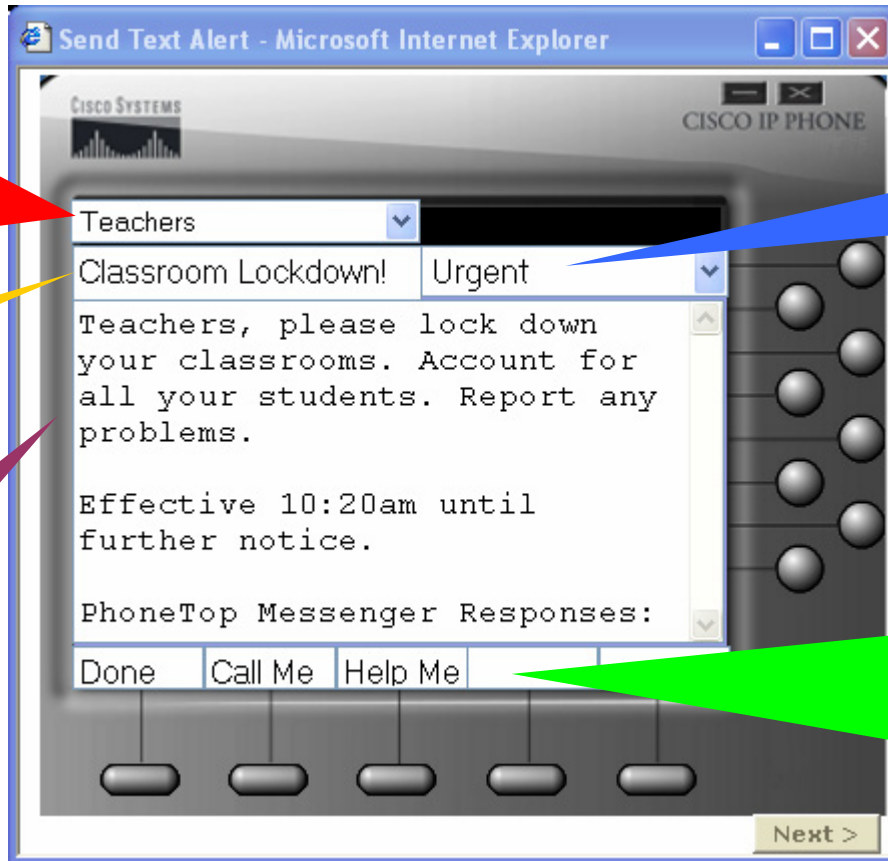 Send Text Alert - Microsoft Internet Explorer
CISCO SYSTEMS
CISCO IP PHONE
Teachers
Classroom Lockdown! Urgent
Teachers, please lock down
your classrooms. Account for
all your students. Report any
problems.
Effective 10:20am until
further notice.
PhoneTop Messenger Responses:
Done Call Me Help Me
Next >